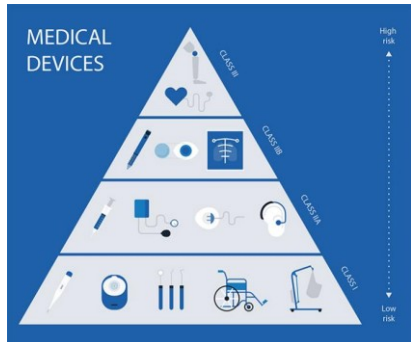 MEDICAL
DEVICES
High
risk
CLASS III
CLASS IIB
CLASS IIA
CLASS I
Low
risk